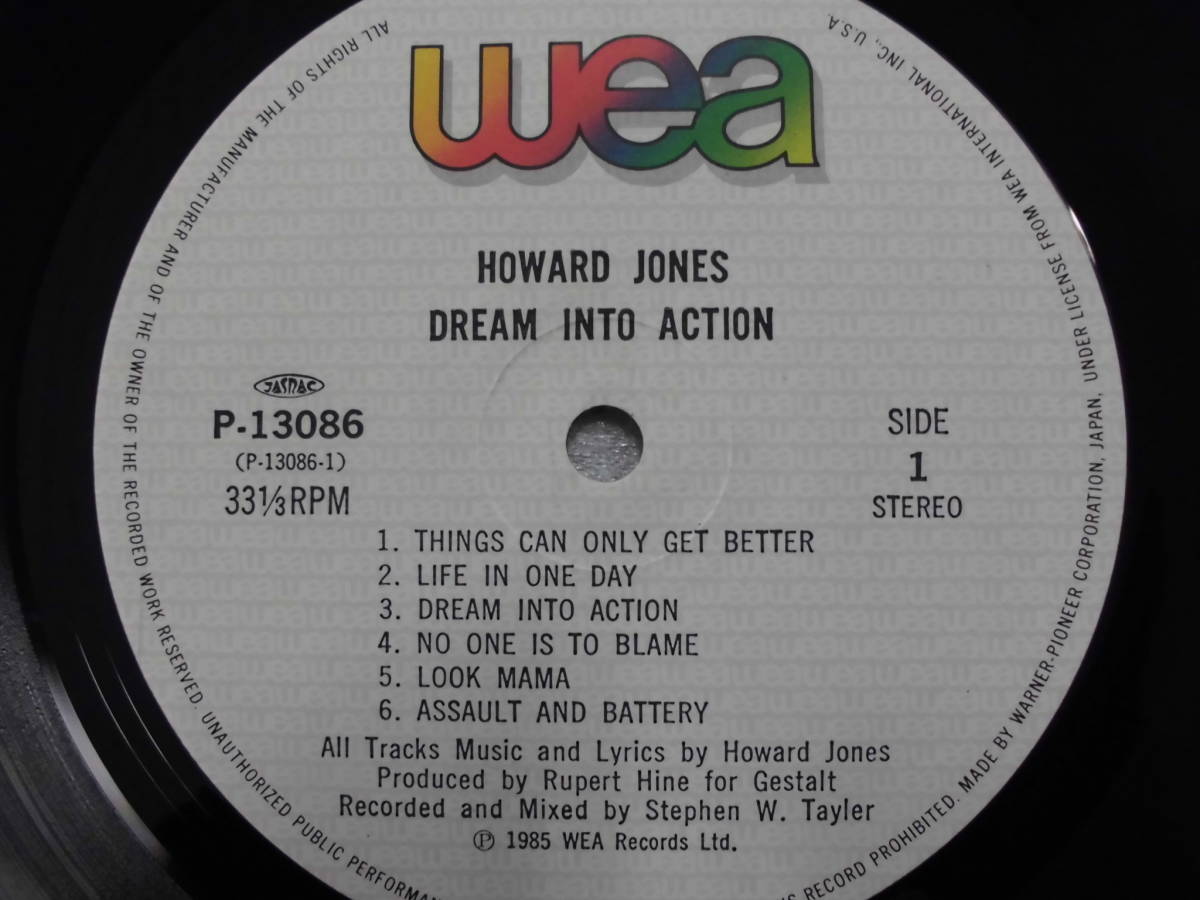 wea
HOWARD JONES
DREAM INTO ACTION
JASRAC
P-13086
(P-13086-1)
33⅓RPM
SIDE
1
STEREO
1. THINGS CAN ONLY GET BETTER
2. LIFE IN ONE DAY
3. DREAM INTO ACTION
4. NO ONE IS TO BLAME
5. LOOK MAMA
6. ASSAULT AND BATTERY
All Tracks Music and Lyrics by Howard Jones
Produced by Rupert Hine for Gestalt
Recorded and Mixed by Stephen W. Tayler
℗ 1985 WEA Records Ltd.
ALL RIGHTS OF THE MANUFACTURER AND OF THE OWNER OF THE RECORDED WORK RESERVED. UNAUTHORIZED PUBLIC
RECORD PROHIBITED. MADE BY WARNER-PIONEER CORPORATION, JAPAN, UNDER LICENSE FROM WEA INTERNATIONAL INC., U.S.A